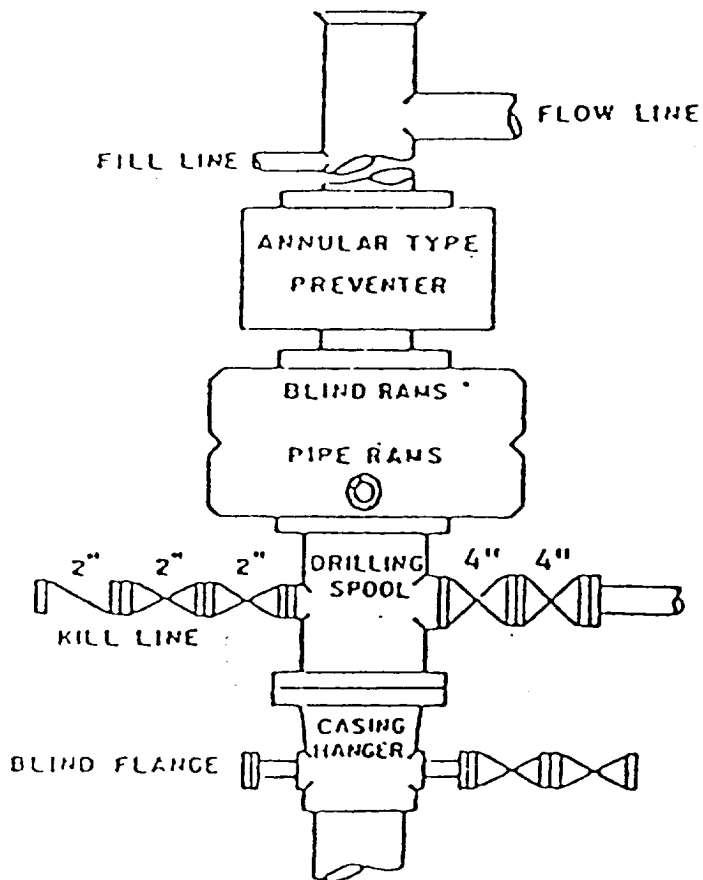 FLOW LINE
FILL LINE
ANNULAR TYPE
PREVENTER
BLIND RAMS
PIPE RAMS
2" 2" 2"
DRILLING
SPOOL
4" 4"
KILL LINE
CASING
HANGER
BLIND FLANGE